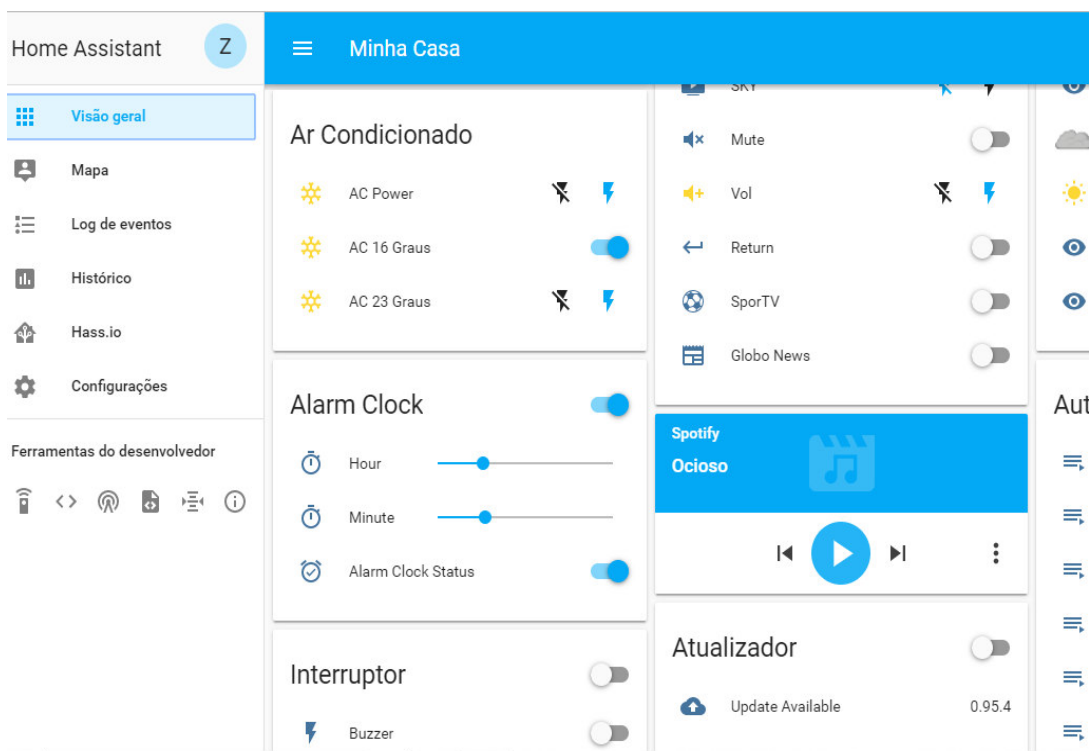 Home Assistant
Z
Visão geral
Mapa
Log de eventos
Histórico
Hass.io
Configurações
Ferramentas do desenvolvedor
Minha Casa
Ar Condicionado
AC Power
AC 16 Graus
AC 23 Graus
Alarm Clock
Hour
Minute
Alarm Clock Status
Interruptor
Buzzer
SKY
Mute
Vol
Return
SporTV
Globo News
Spotify
Ocioso
Atualizador
Update Available 0.95.4
Aut